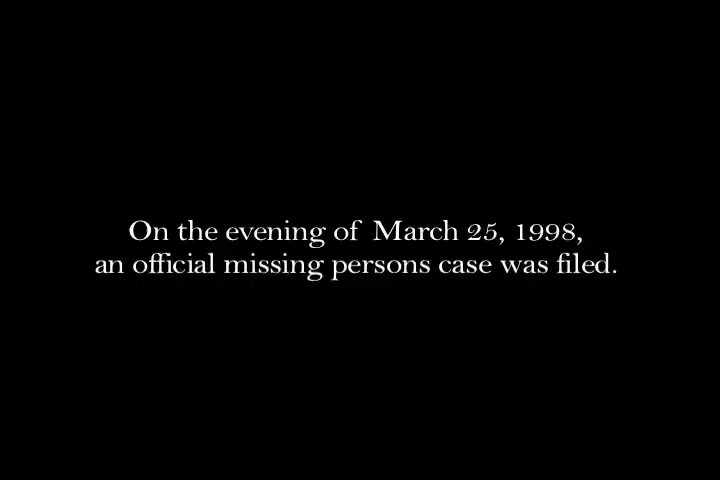 On the evening of March 25, 1998,
an official missing persons case was filed.